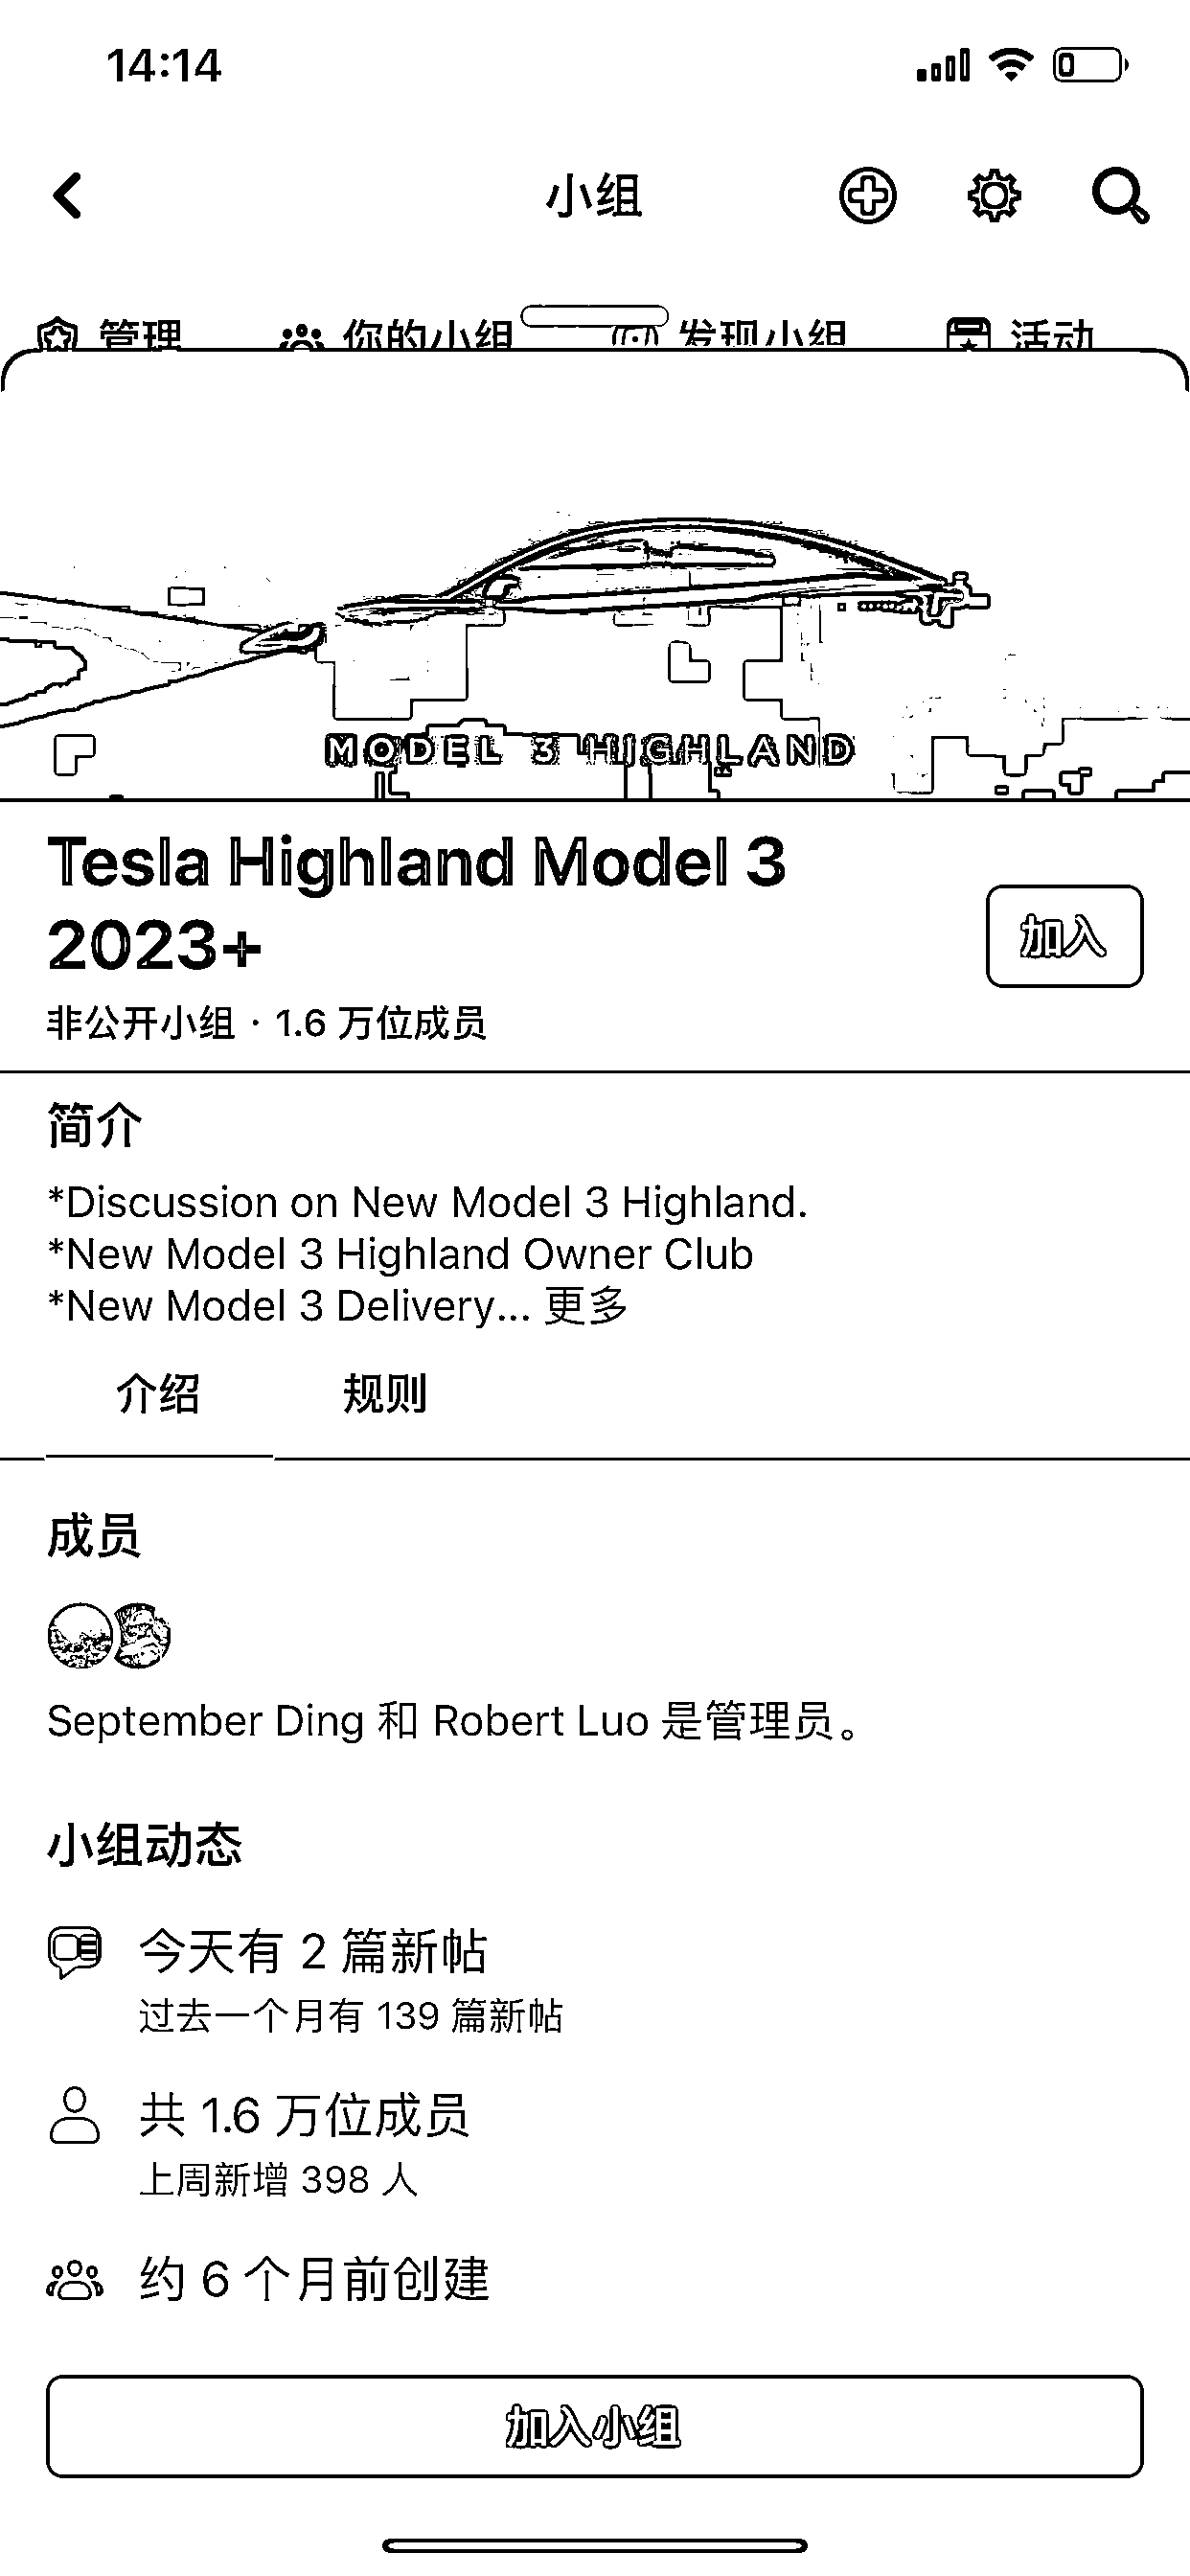 14:14
小组
管理 你的小组 发现小组 活动
MODEL 3 HIGHLAND
Tesla Highland Model 3
2023+
加入
非公开小组 · 1.6 万位成员
简介
*Discussion on New Model 3 Highland.
*New Model 3 Highland Owner Club
*New Model 3 Delivery... 更多
介绍 规则
成员
September Ding 和 Robert Luo 是管理员。
小组动态
今天有 2 篇新帖
过去一个月有 139 篇新帖
共 1.6 万位成员
上周新增 398 人
约 6 个月前创建
加入小组